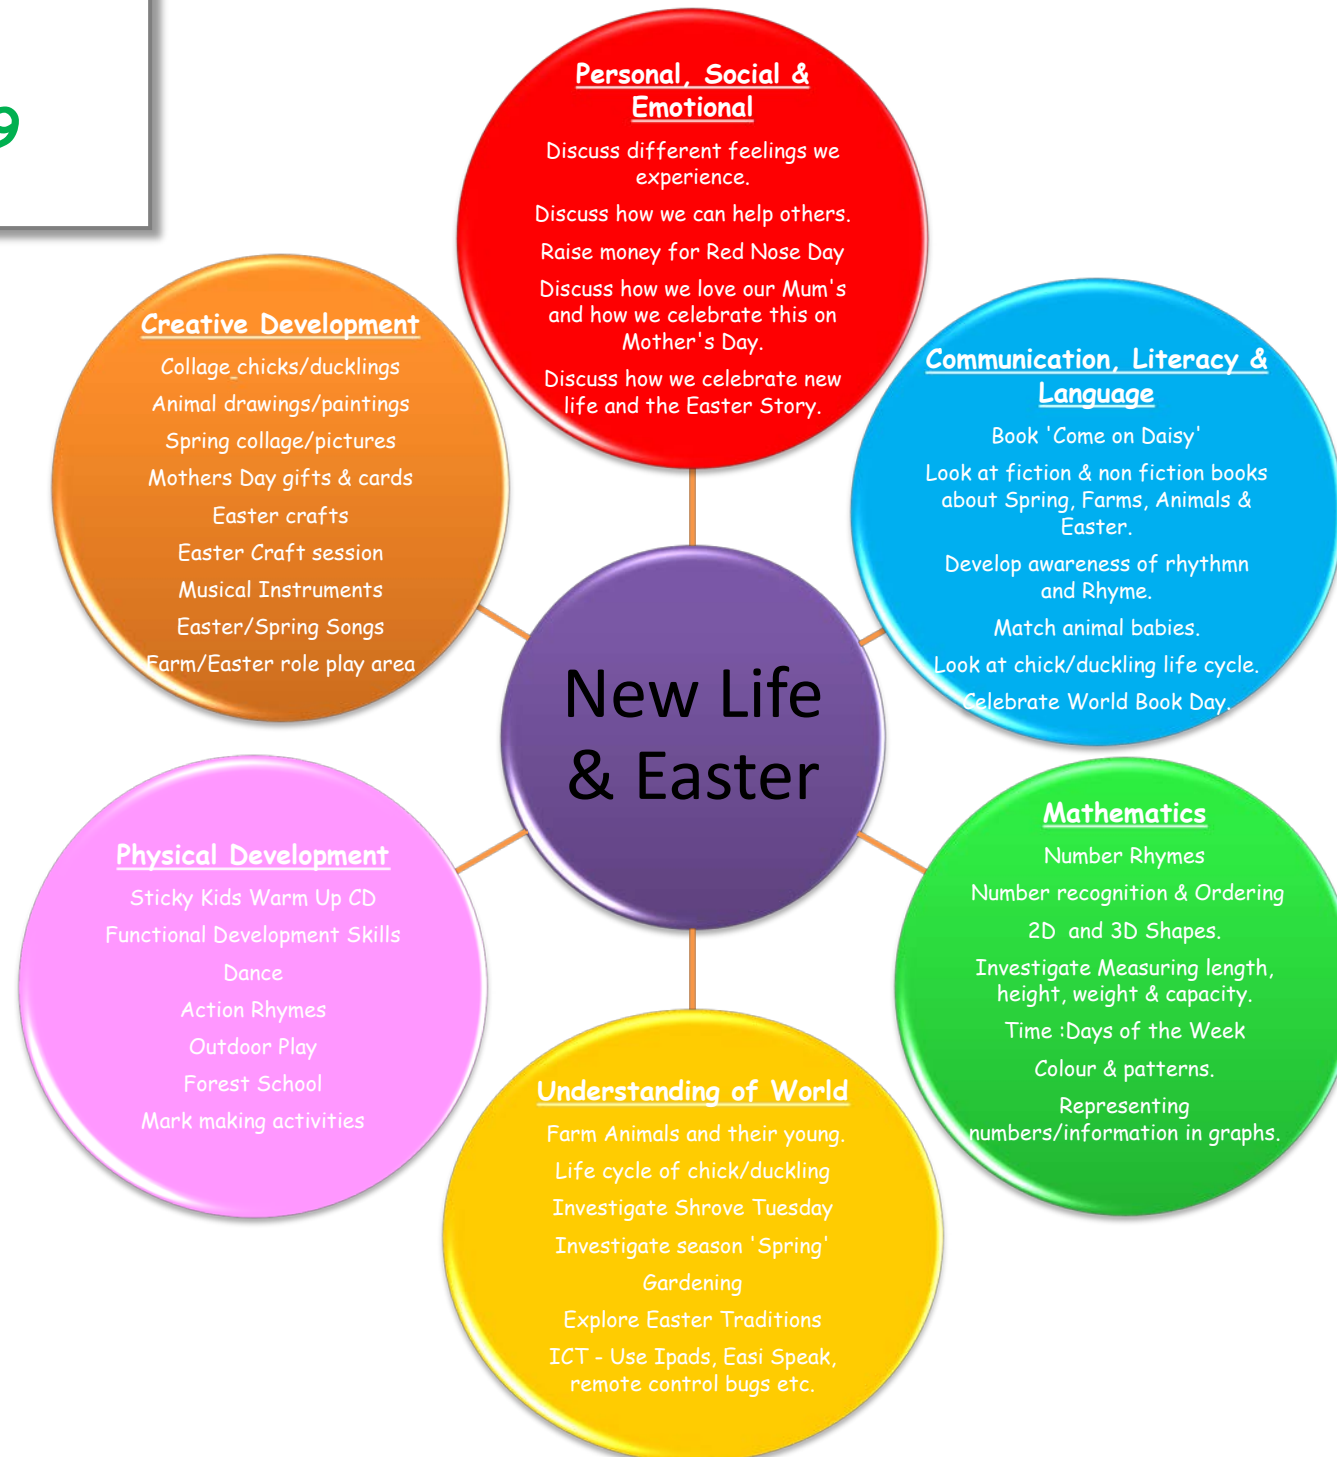 9
Personal, Social &
Emotional
Discuss different feelings we
experience.
Discuss how we can help others.
Raise money for Red Nose Day
Discuss how we love our Mum's
and how we celebrate this on
Mother's Day.
Discuss how we celebrate new
life and the Easter Story.
Creative Development
Collage chicks/ducklings
Animal drawings/paintings
Spring collage/pictures
Mothers Day gifts & cards
Easter crafts
Easter Craft session
Musical Instruments
Easter/Spring Songs
Farm/Easter role play area
Communication, Literacy &
Language
Book 'Come on Daisy'
Look at fiction & non fiction books
about Spring, Farms, Animals &
Easter.
Develop awareness of rhythmn
and Rhyme.
Match animal babies.
Look at chick/duckling life cycle.
Celebrate World Book Day.
New Life
& Easter
Physical Development
Sticky Kids Warm Up CD
Functional Development Skills
Dance
Action Rhymes
Outdoor Play
Forest School
Mark making activities
Mathematics
Number Rhymes
Number recognition & Ordering
2D and 3D Shapes.
Investigate Measuring length,
height, weight & capacity.
Time :Days of the Week
Colour & patterns.
Representing
numbers/information in graphs.
Understanding of World
Farm Animals and their young.
Life cycle of chick/duckling
Investigate Shrove Tuesday
Investigate season 'Spring'
Gardening
Explore Easter Traditions
ICT - Use Ipads, Easi Speak,
remote control bugs etc.